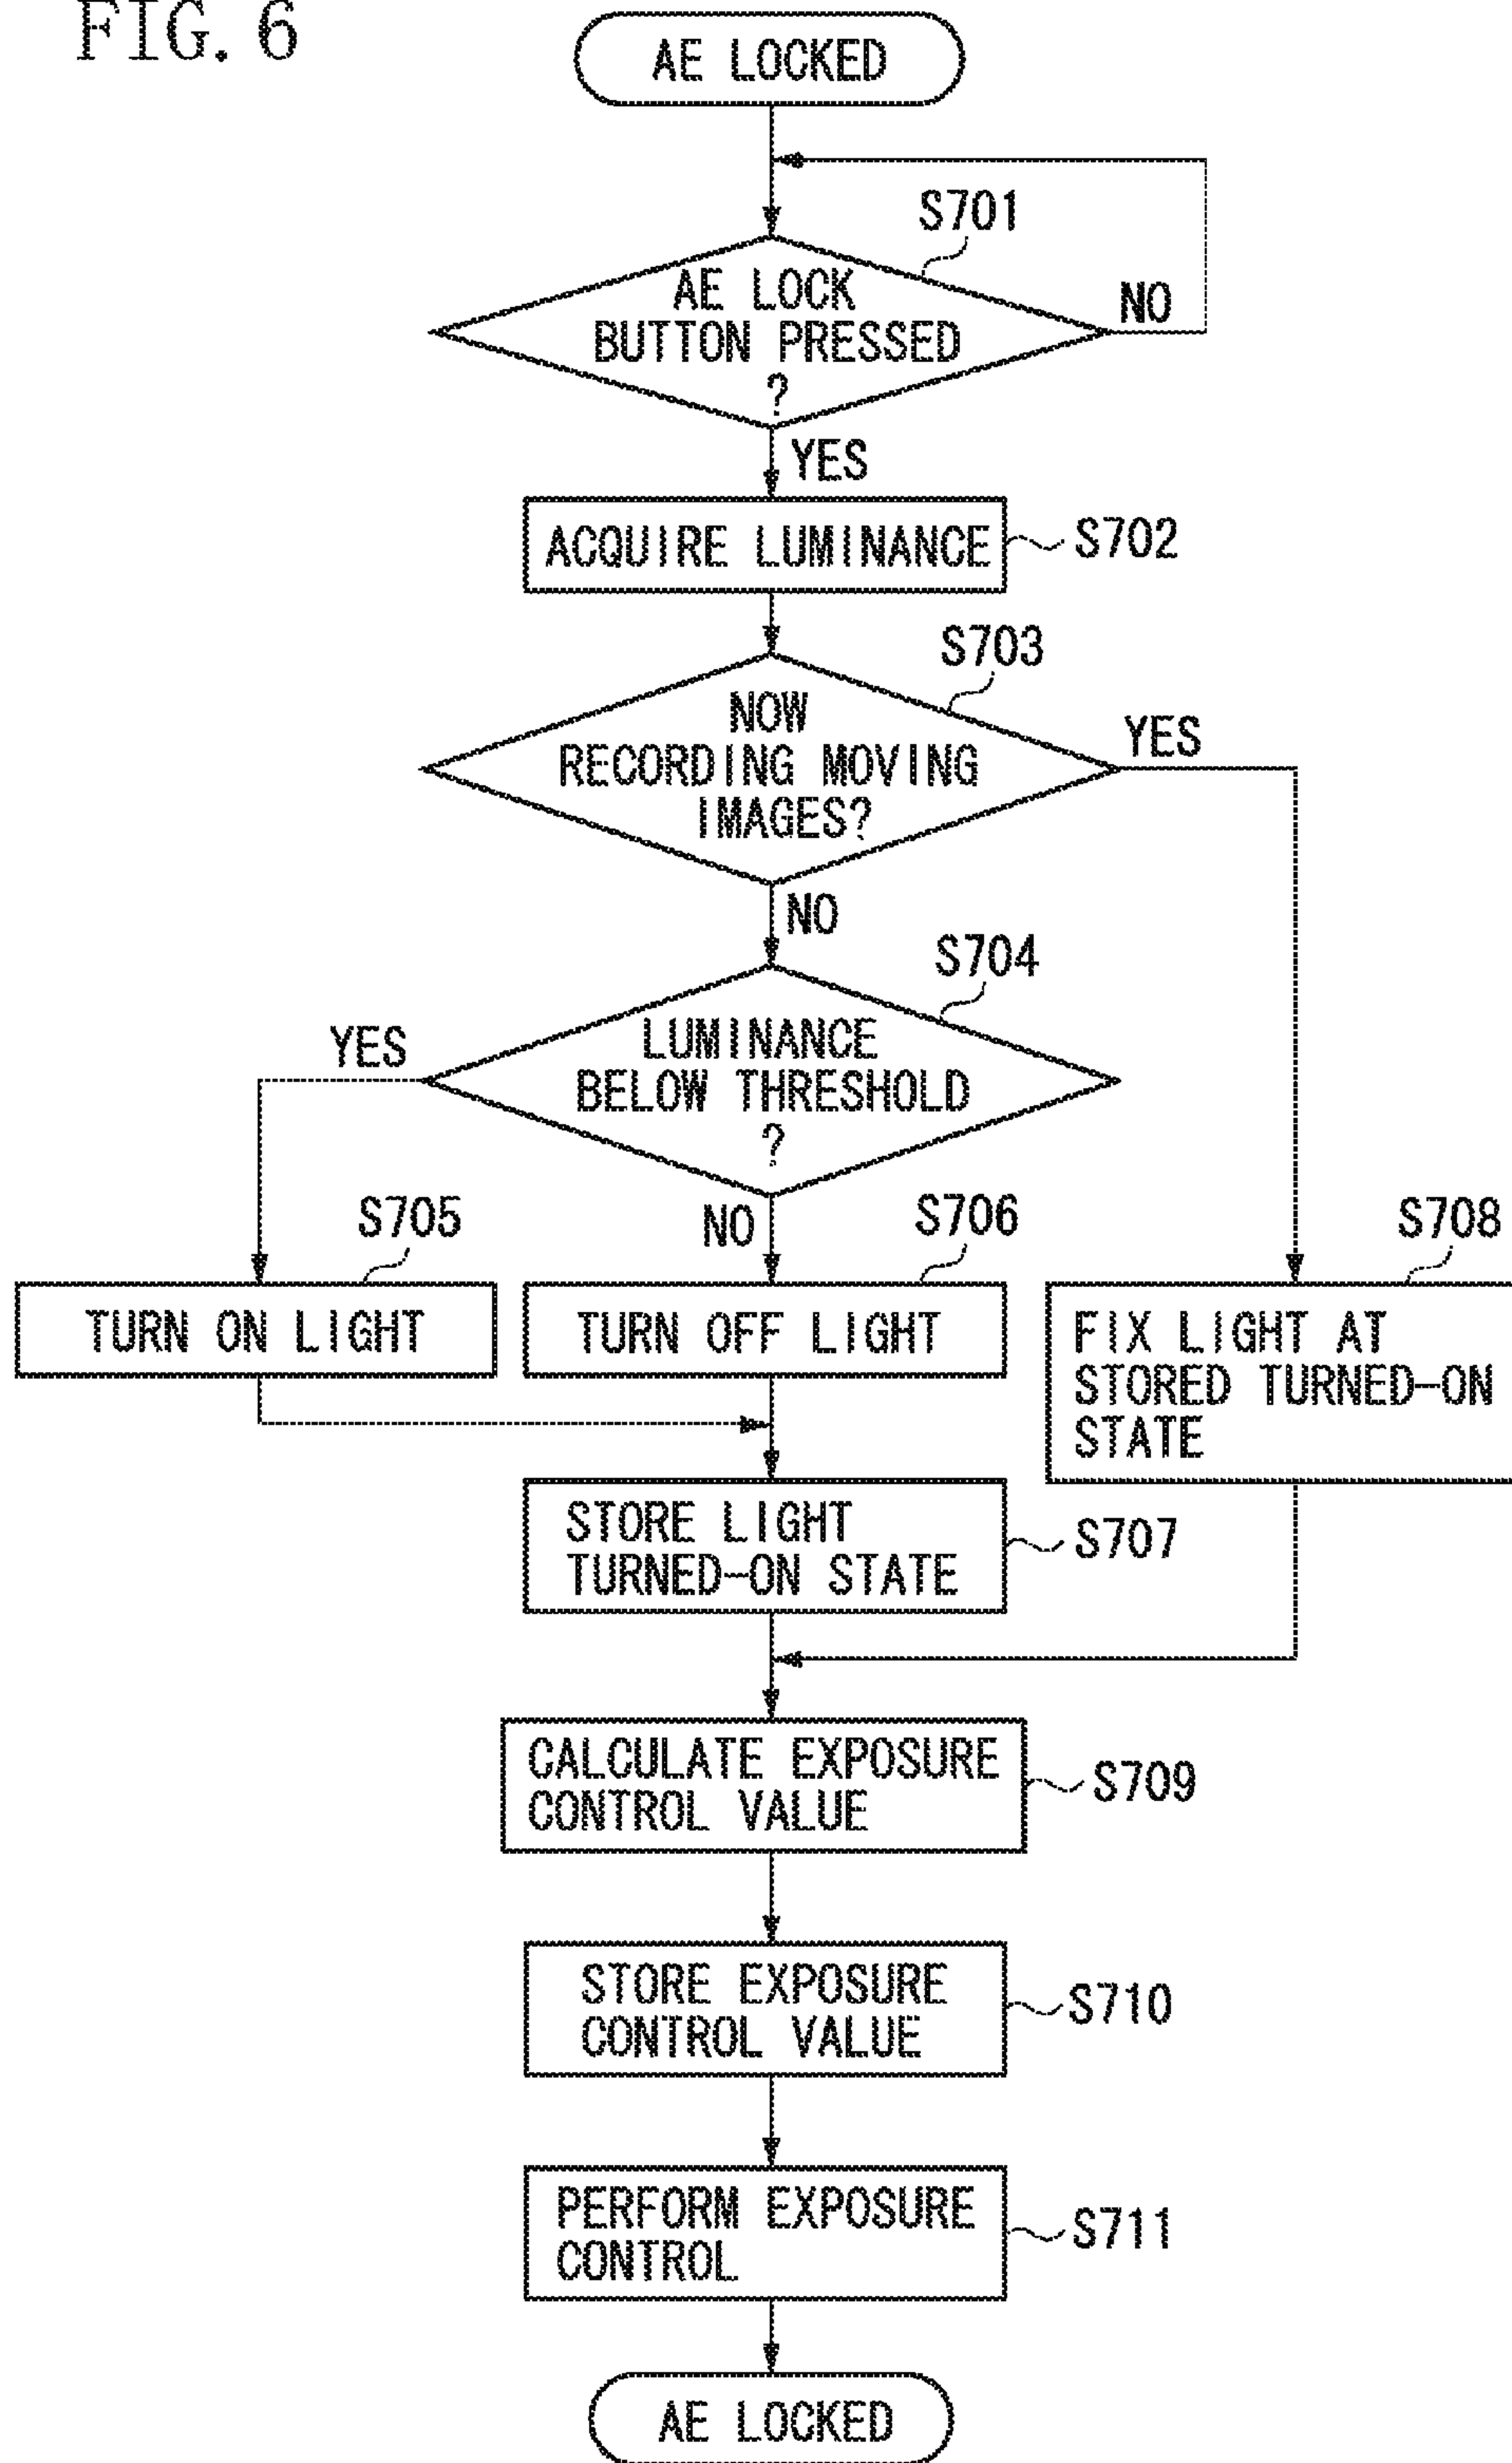 FIG. 6
AE LOCKED
S701
AE LOCK
BUTTON PRESSED
?
NO
YES
ACQUIRE LUMINANCE
S702
S703
NOW
RECORDING MOVING
IMAGES?
YES
NO
S704
LUMINANCE
BELOW THRESHOLD
?
YES
NO
S705
TURN ON LIGHT
S706
TURN OFF LIGHT
S708
FIX LIGHT AT
STORED TURNED-ON
STATE
STORE LIGHT
TURNED-ON STATE
S707
CALCULATE EXPOSURE
CONTROL VALUE
S709
STORE EXPOSURE
CONTROL VALUE
S710
PERFORM EXPOSURE
CONTROL
S711
AE LOCKED